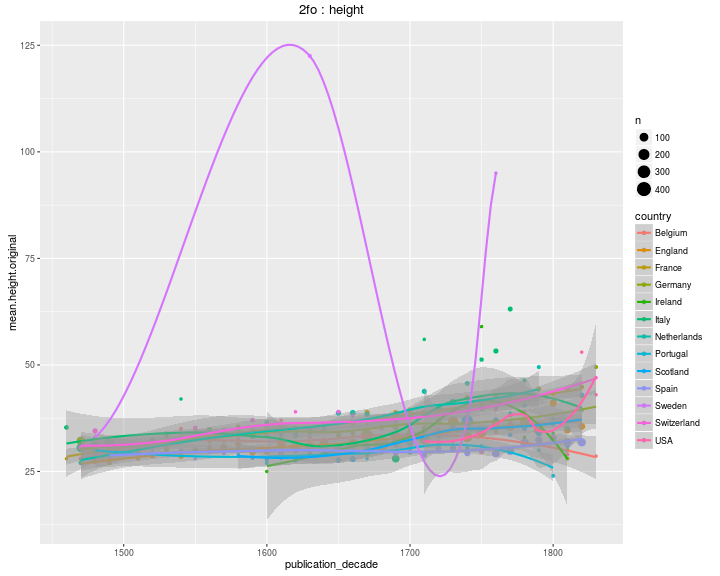 2fo : height
mean.height.original
125
100
75
50
25
1500
1600
1700
1800
publication_decade
n
100
200
300
400
country
Belgium
England
France
Germany
Ireland
Italy
Netherlands
Portugal
Scotland
Spain
Sweden
Switzerland
USA